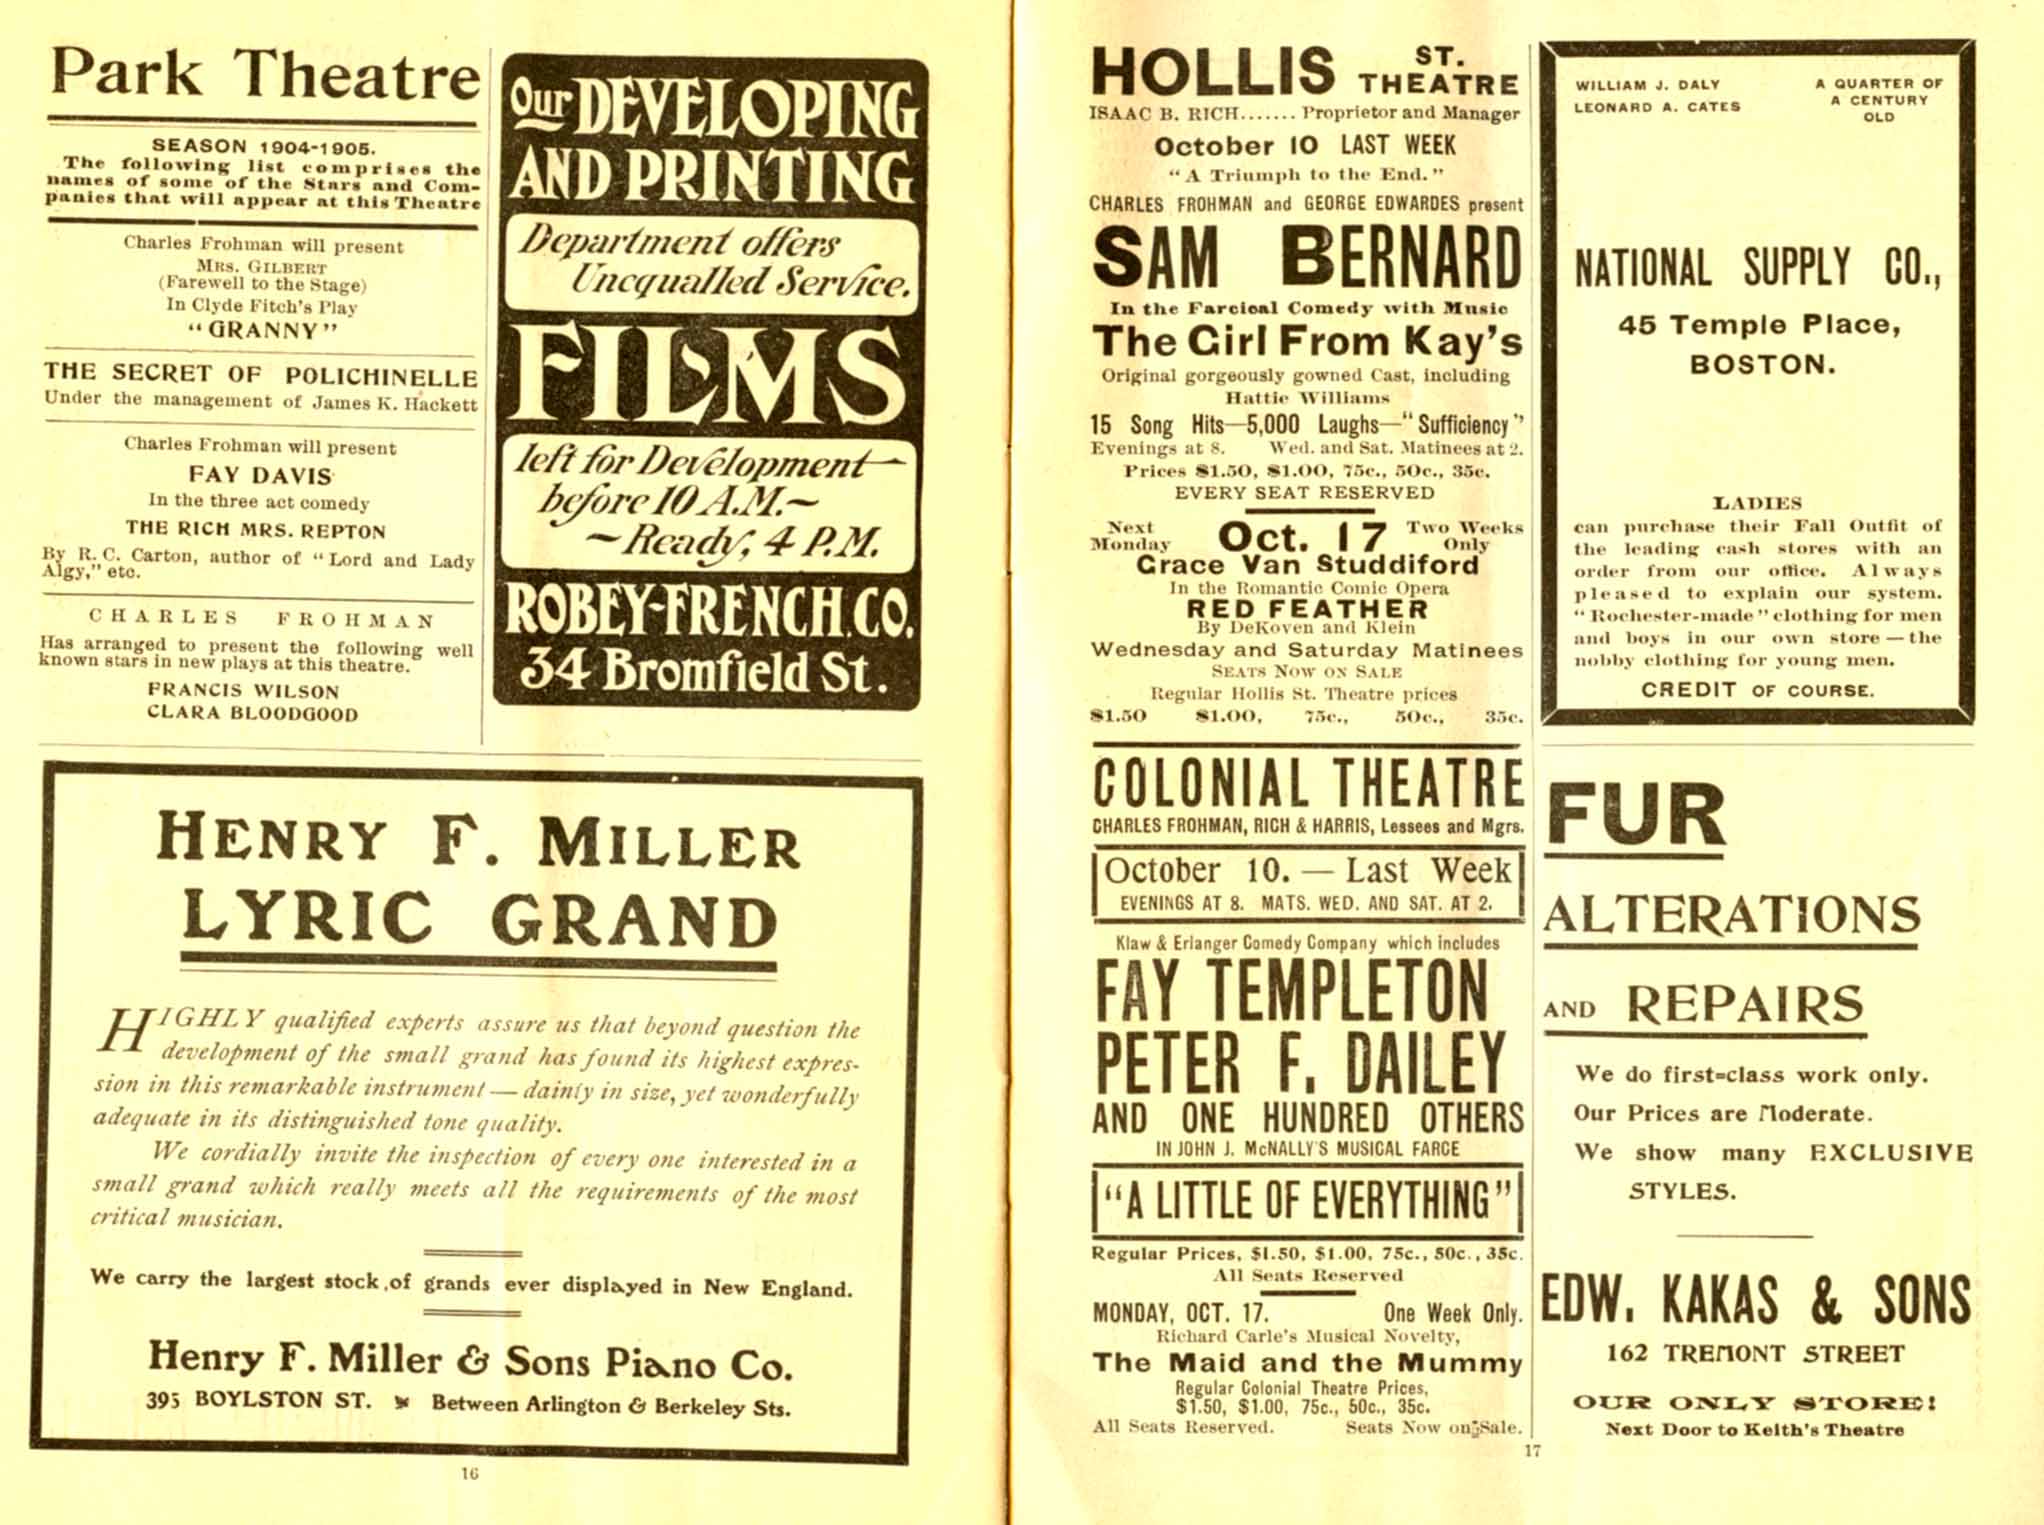 Park Theatre
SEASON 1904-1905.
The following list comprises the
names of some of the Stars and Com-
panies that will appear at this Theatre
Charles Frohman will present
MRS. GILBERT
(Farewell to the Stage)
In Clyde Fitch's Play
"GRANNY"
THE SECRET OF POLICHINELLE
Under the management of James K. Hackett
Charles Frohman will present
FAY DAVIS
In the three act comedy
THE RICH MRS. REPTON
By R. C. Carton, author of "Lord and Lady
Algy," etc.
CHARLES FROHMAN
Has arranged to present the following well
known stars in new plays at this theatre.
FRANCIS WILSON
CLARA BLOODGOOD
Our DEVELOPING
AND PRINTING
Department offers
Unequalled Service.
FILMS
left for Development—
before 10 A.M.~
~Ready, 4 P.M.
ROBEY-FRENCH CO.
34 Bromfield St.
HENRY F. MILLER
LYRIC GRAND
HIGHLY qualified experts assure us that beyond question the
development of the small grand has found its highest expres-
sion in this remarkable instrument — dainty in size, yet wonderfully
adequate in its distinguished tone quality.
We cordially invite the inspection of every one interested in a
small grand which really meets all the requirements of the most
critical musician.
We carry the largest stock of grands ever displayed in New England.
Henry F. Miller & Sons Piano Co.
395 BOYLSTON ST. Between Arlington & Berkeley Sts.
16
HOLLIS ST. THEATRE
ISAAC B. RICH....... Proprietor and Manager
October 10 LAST WEEK
"A Triumph to the End."
CHARLES FROHMAN and GEORGE EDWARDES present
SAM BERNARD
In the Farcical Comedy with Music
The Girl From Kay's
Original gorgeously gowned Cast, including
Hattie Williams
15 Song Hits—5,000 Laughs—"Sufficiency"
Evenings at 8. Wed. and Sat. Matinees at 2.
Prices $1.50, $1.00, 75c., 50c., 35c.
EVERY SEAT RESERVED
Next Monday Oct. 17 Two Weeks Only
Grace Van Studdiford
In the Romantic Comic Opera
RED FEATHER
By DeKoven and Klein
Wednesday and Saturday Matinees
SEATS NOW ON SALE
Regular Hollis St. Theatre prices
$1.50 $1.00, 75c., 50c., 35c.
COLONIAL THEATRE
CHARLES FROHMAN, RICH & HARRIS, Lessees and Mgrs.
October 10. — Last Week
EVENINGS AT 8. MATS. WED. AND SAT. AT 2.
Klaw & Erlanger Comedy Company which includes
FAY TEMPLETON
PETER F. DAILEY
AND ONE HUNDRED OTHERS
IN JOHN J. McNALLY'S MUSICAL FARCE
"A LITTLE OF EVERYTHING"
Regular Prices, $1.50, $1.00, 75c., 50c., 35c.
All Seats Reserved
MONDAY, OCT. 17. One Week Only.
Richard Carle's Musical Novelty,
The Maid and the Mummy
Regular Colonial Theatre Prices,
$1.50, $1.00, 75c., 50c., 35c.
All Seats Reserved. Seats Now on Sale.
WILLIAM J. DALY A QUARTER OF
LEONARD A. CATES A CENTURY
OLD
NATIONAL SUPPLY CO.,
45 Temple Place,
BOSTON.
LADIES
can purchase their Fall Outfit of
the leading cash stores with an
order from our office. Always
pleased to explain our system.
"Rochester-made" clothing for men
and boys in our own store — the
nobby clothing for young men.
CREDIT OF COURSE.
FUR
ALTERATIONS
AND REPAIRS
We do first=class work only.
Our Prices are Moderate.
We show many EXCLUSIVE
STYLES.
EDW. KAKAS & SONS
162 TREMONT STREET
OUR ONLY STORE!
Next Door to Keith's Theatre
17